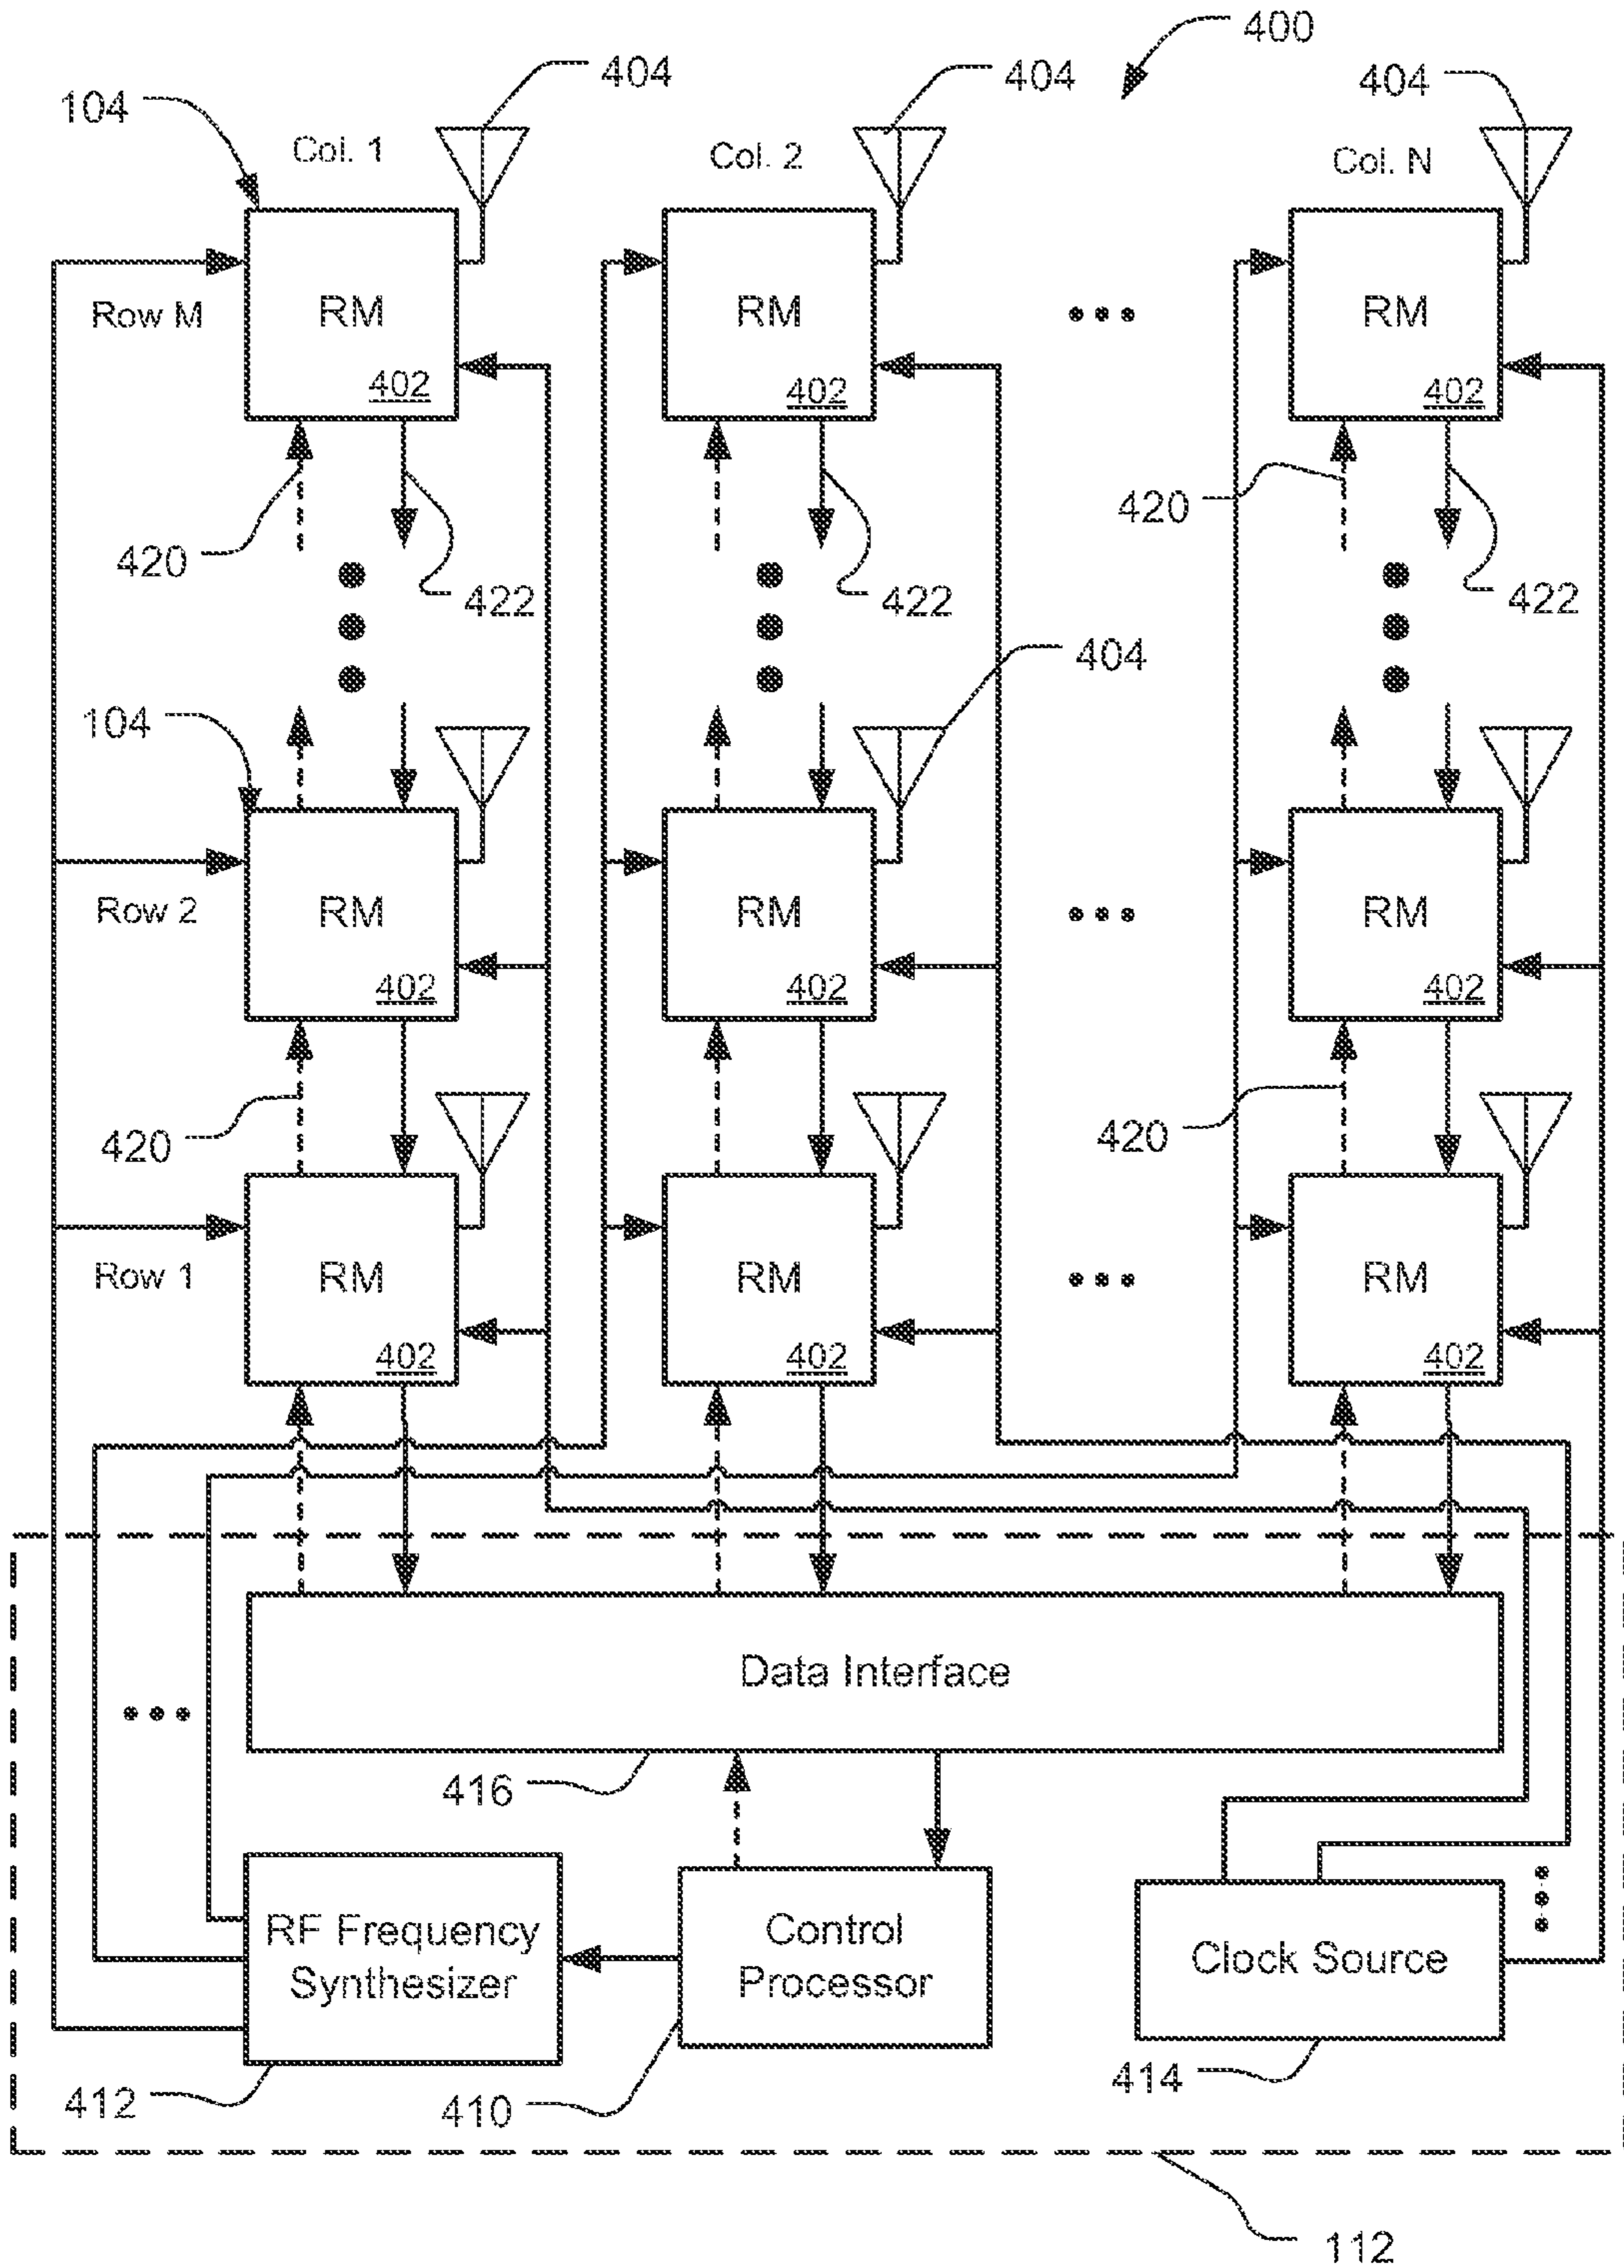 400
404
404
404
104
Col. 1
Col. 2
Col. N
Row M
RM
RM
RM
402
402
402
420
422
422
420
422
404
104
Row 2
RM
RM
RM
402
402
402
420
420
Row 1
RM
RM
RM
402
402
402
Data Interface
416
RF Frequency
Synthesizer
Control
Processor
Clock Source
412
410
414
112